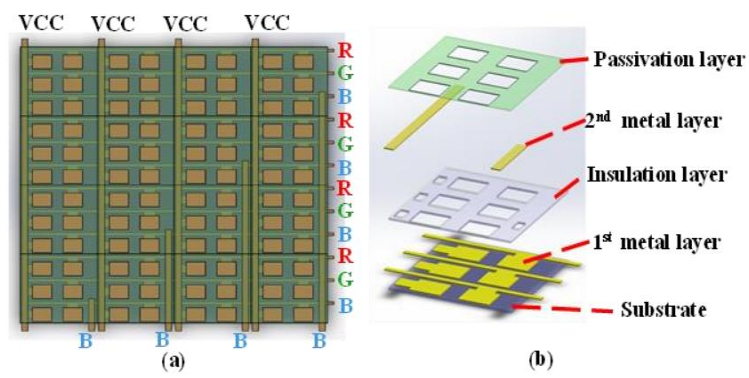 VCC VCC VCC VCC
R
G
B
R
G
B
R
G
B
R
G
B
B B B B
(a)
Passivation layer
2nd metal layer
Insulation layer
1st metal layer
Substrate
(b)